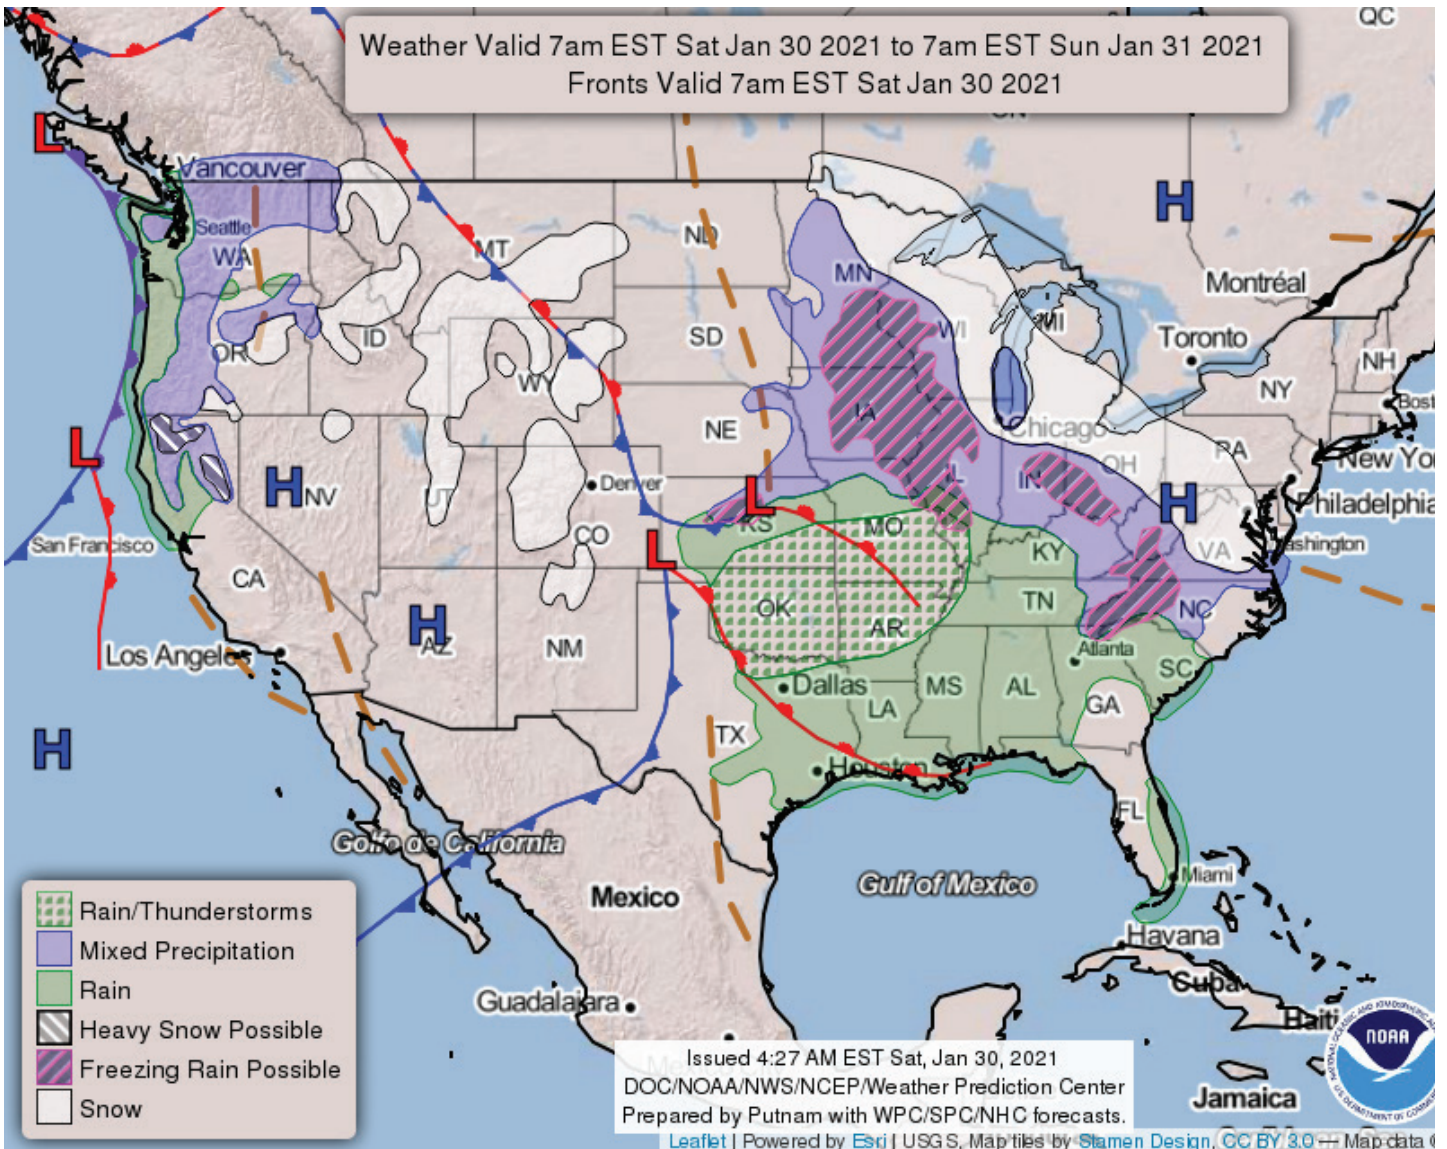 QC
Weather Valid 7am EST Sat Jan 30 2021 to 7am EST Sun Jan 31 2021
Fronts Valid 7am EST Sat Jan 30 2021
L
Vancouver
H
Seattle
WA
MT
ND
MN
Montréal
OR
ID
SD
WI
MI
Toronto
NH
WY
NY
IA
NE
Chicago
L
PA
H
NV
UT
Denver
L
IL
IN
OH
H
Philadelphia
San Francisco
CO
KS
MO
KY
VA
L
CA
OK
TN
NC
H
AZ
NM
AR
Los Angeles
Atlanta
SC
Dallas
MS
AL
LA
GA
H
TX
Houston
FL
Golfo de California
Miami
Mexico
Gulf of Mexico
Havana
Cuba
Guadalajara
Haiti
Jamaica
Rain/Thunderstorms
Mixed Precipitation
Rain
Heavy Snow Possible
Freezing Rain Possible
Snow
NOAA
Issued 4:27 AM EST Sat, Jan 30, 2021
DOC/NOAA/NWS/NCEP/Weather Prediction Center
Prepared by Putnam with WPC/SPC/NHC forecasts.
Leaflet | Powered by Esri | USGS, Map tiles by Stamen Design, CC BY 3.0 — Map data ©